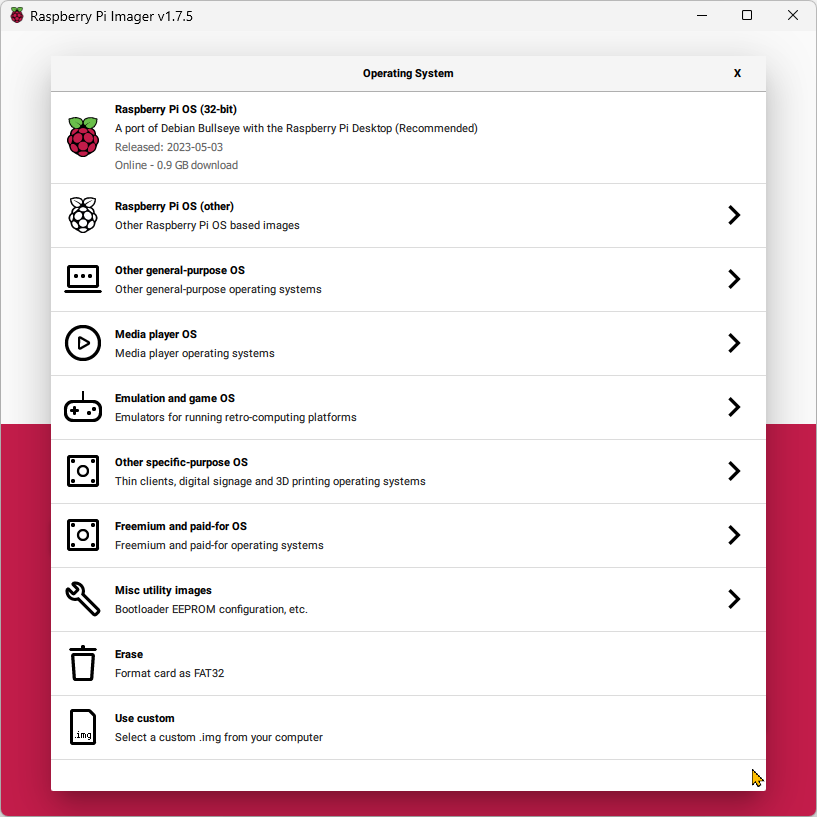 Raspberry Pi Imager v1.7.5
Operating System
X
Raspberry Pi OS (32-bit)
A port of Debian Bullseye with the Raspberry Pi Desktop (Recommended)
Released: 2023-05-03
Online - 0.9 GB download
Raspberry Pi OS (other)
Other Raspberry Pi OS based images
Other general-purpose OS
Other general-purpose operating systems
Media player OS
Media player operating systems
Emulation and game OS
Emulators for running retro-computing platforms
Other specific-purpose OS
Thin clients, digital signage and 3D printing operating systems
Freemium and paid-for OS
Freemium and paid-for operating systems
Misc utility images
Bootloader EEPROM configuration, etc.
Erase
Format card as FAT32
Use custom
.img
Select a custom .img from your computer